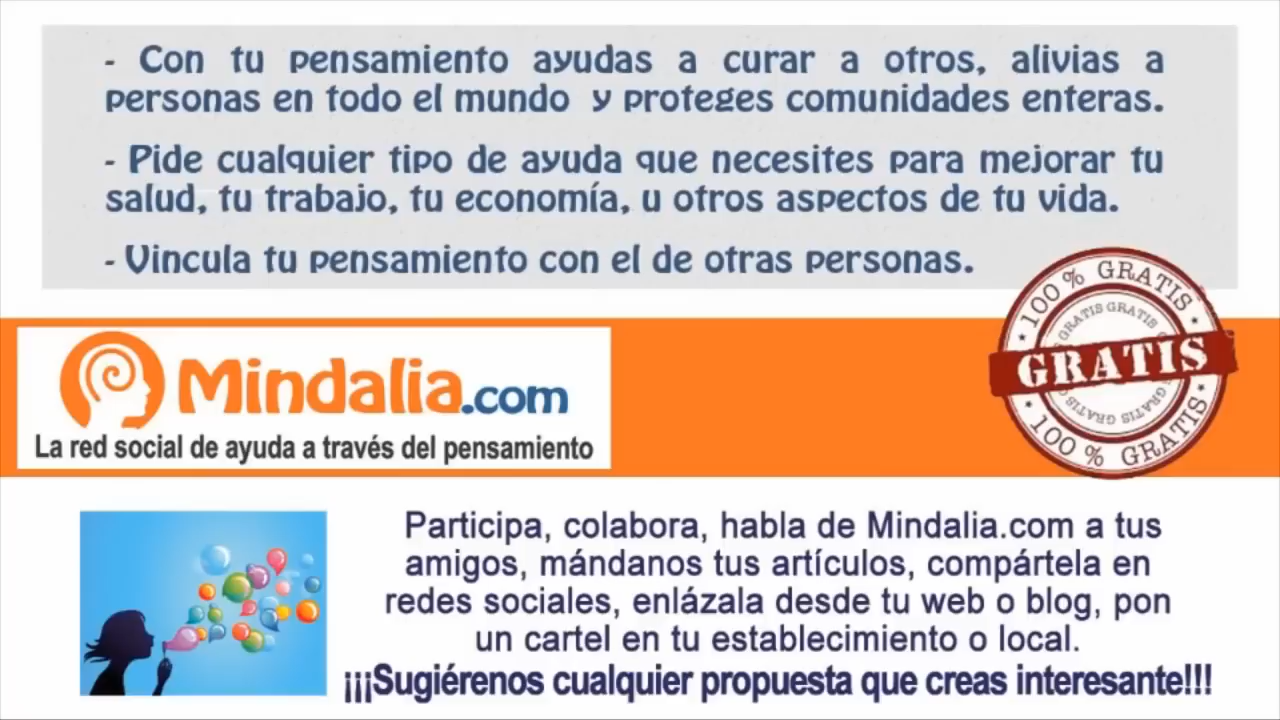 - Con tu pensamiento ayudas a curar a otros, alivias a
personas en todo el mundo y proteges comunidades enteras.
- Pide cualquier tipo de ayuda que necesites para mejorar tu
salud, tu trabajo, tu economía, u otros aspectos de tu vida.
- Vincula tu pensamiento con el de otras personas.
100 % GRATIS
GRATIS GRATIS
GRATIS
GRATIS GRATIS
100 % GRATIS
Mindalia.com
La red social de ayuda a través del pensamiento
Participa, colabora, habla de Mindalia.com a tus
amigos, mándanos tus artículos, compártela en
redes sociales, enlázala desde tu web o blog, pon
un cartel en tu establecimiento o local.
¡¡¡Sugiérenos cualquier propuesta que creas interesante!!!